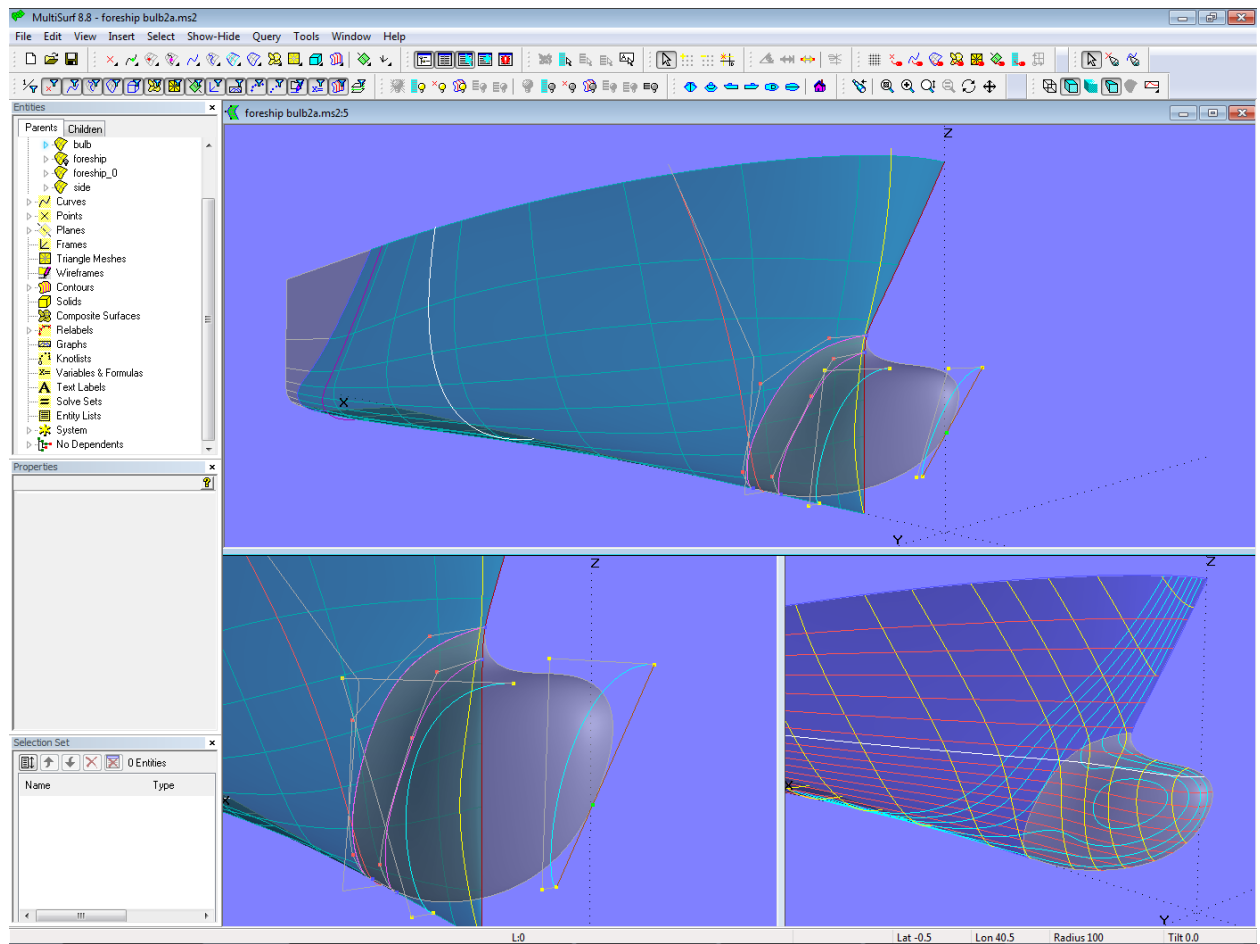 MultiSurf 8.8 - foreship bulb2a.ms2
File Edit View Insert Select Show-Hide Query Tools Window Help
Entities
foreship bulb2a.ms2:5
Parents Children
bulb
foreship
foreship_0
side
Curves
Points
Planes
Frames
Triangle Meshes
Wireframes
Contours
Solids
Composite Surfaces
Relabels
Graphs
Knotlists
Variables & Formulas
Text Labels
Solve Sets
Entity Lists
System
No Dependents
Z
X
Y
Properties
Z
X
Z
X
Y
Selection Set
0 Entities
Name Type
L:0 Lat -0.5 Lon 40.5 Radius 100 Tilt 0.0